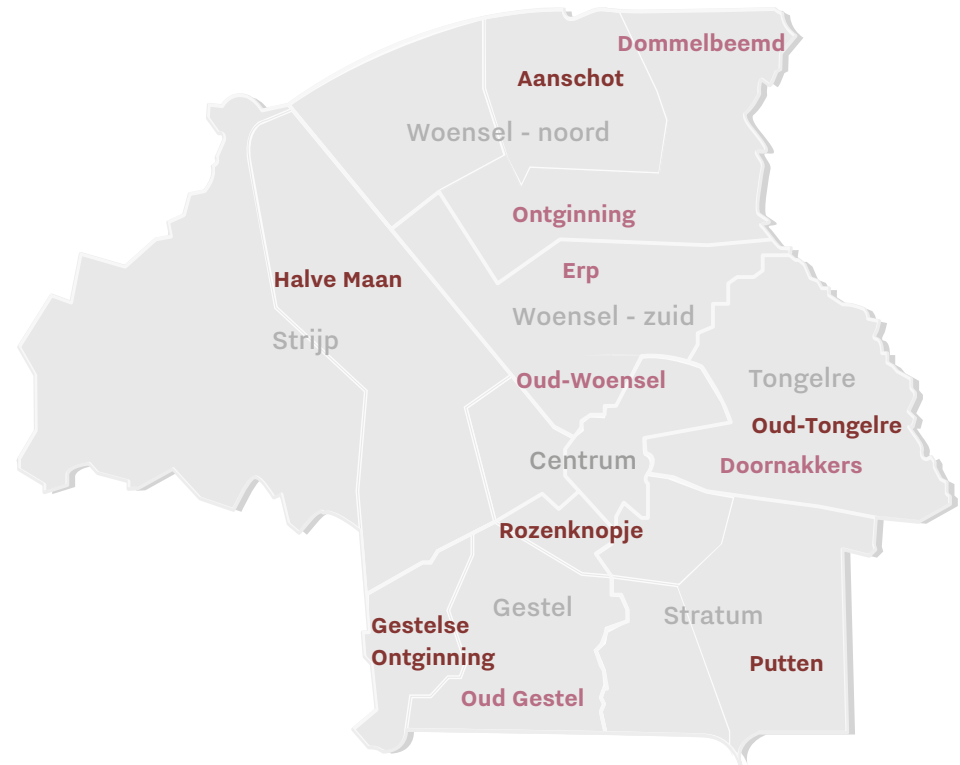 Dommelbeemd
Aanschot
Woensel - noord
Ontginning
Erp
Halve Maan
Woensel - zuid
Strijp
Oud-Woensel
Tongelre
Oud-Tongelre
Centrum
Doornakkers
Rozenknopje
Gestel
Stratum
Gestelse
Ontginning
Putten
Oud Gestel